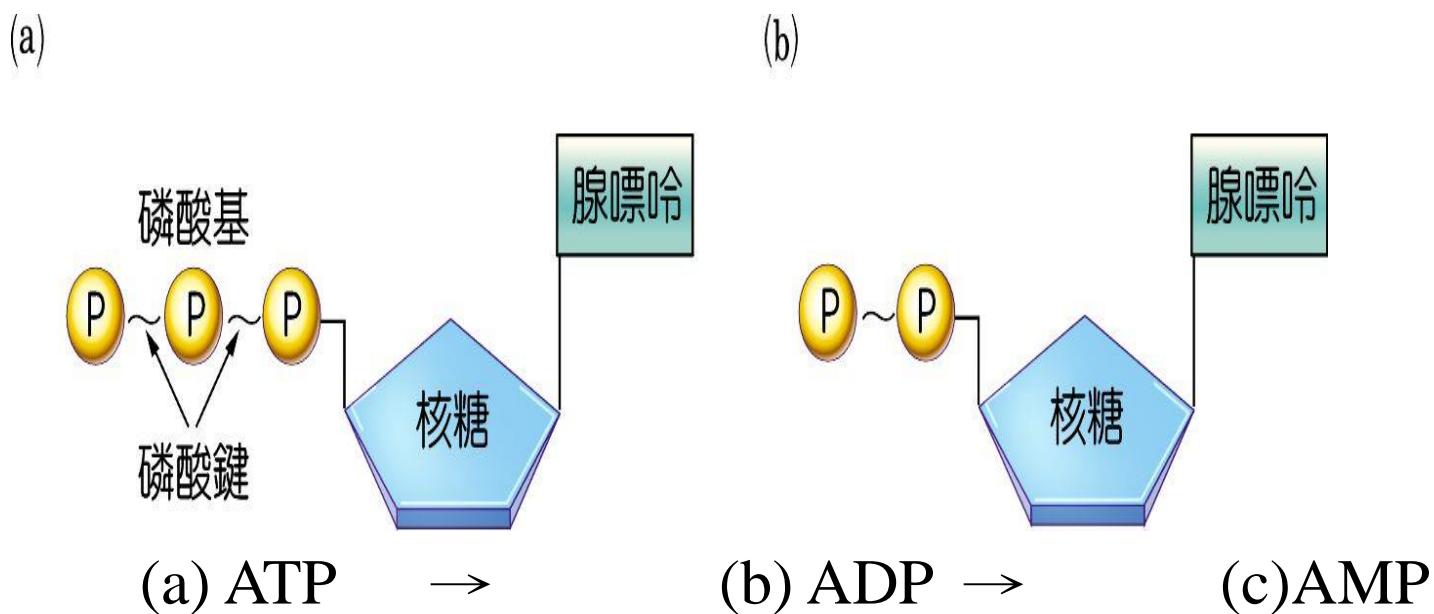 (a)
(b)
腺嘌呤
腺嘌呤
磷酸基
P ~ P ~ P
P ~ P
核糖
核糖
磷酸鍵
(a) ATP → (b) ADP → (c)AMP